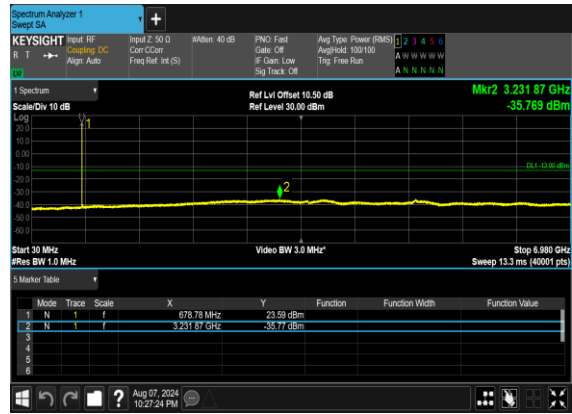 Spectrum Analyzer 1
Swept SA
+
KEYSIGHT Input: RF Input Z: 50 Ω #Atten: 40 dB PNO: Fast Avg Type: Power (RMS) 1 2 3 4 5 6
R T Coupling: DC Corr CCorr Gate: Off Avg|Hold: 100/100 A W W W W W
Align: Auto Freq Ref: Int (S) IF Gain: Low Trig: Free Run
Sig Track: Off A N N N N N
1 Spectrum Ref Lvl Offset 10.50 dB Mkr2 3.231 87 GHz
Scale/Div 10 dB Ref Level 30.00 dBm -35.769 dBm
Log
1
20.0
10.0
0.00
-10.0
DL1 -13.00 dBm
-20.0
-30.0
2
-40.0
-50.0
-60.0
Start 30 MHz Video BW 3.0 MHz* Stop 6.980 GHz
#Res BW 1.0 MHz Sweep 13.3 ms (40001 pts)
5 Marker Table
Mode Trace Scale X Y Function Function Width Function Value
1 N 1 f 678.78 MHz 23.59 dBm
2 N 1 f 3.231 87 GHz -35.77 dBm
3
4
5
6
? Aug 07, 2024
10:27:24 PM